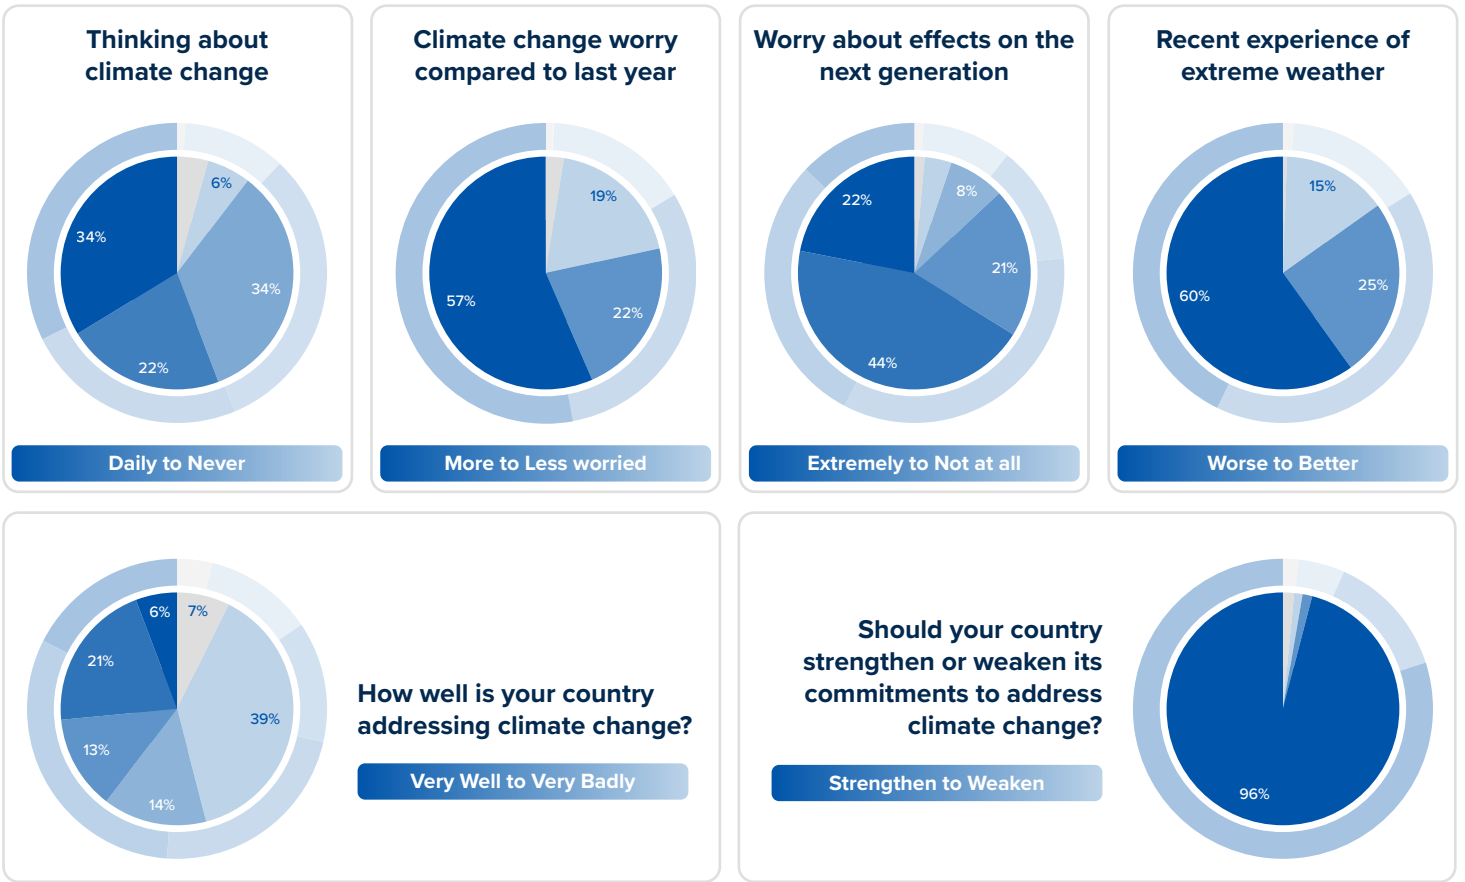 Thinking about
climate change
6%
34%
34%
22%
Daily to Never
Climate change worry
compared to last year
19%
57%
22%
More to Less worried
Worry about effects on the
next generation
8%
22%
21%
44%
Extremely to Not at all
Recent experience of
extreme weather
15%
25%
60%
Worse to Better
6%
7%
21%
39%
13%
14%
How well is your country
addressing climate change?
Very Well to Very Badly
Should your country
strengthen or weaken its
commitments to address
climate change?
Strengthen to Weaken
96%